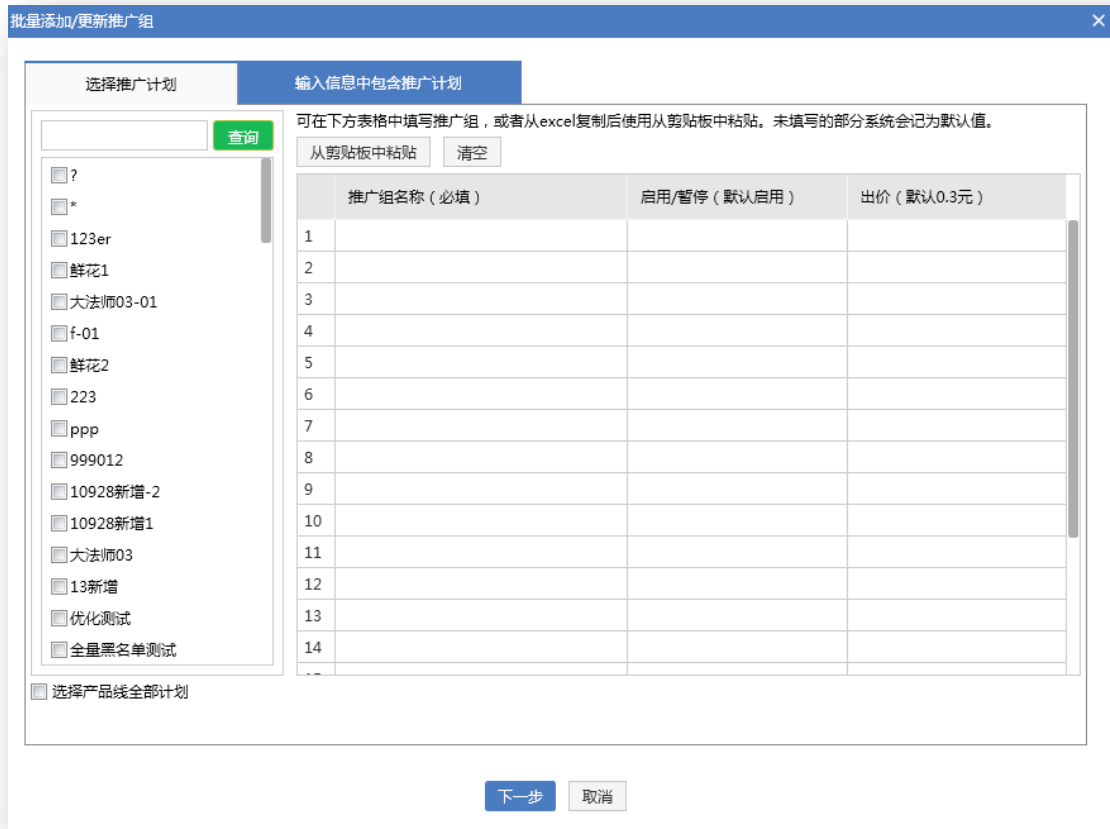 批量添加/更新推广组
选择推广计划
输入信息中包含推广计划
查询
?
*
123er
鲜花1
大法师03-01
f-01
鲜花2
223
ppp
999012
10928新增-2
10928新增1
大法师03
13新增
优化测试
全量黑名单测试
选择产品线全部计划
可在下方表格中填写推广组，或者从excel复制后使用从剪贴板中粘贴。未填写的部分系统会记为默认值。
从剪贴板中粘贴 清空
推广组名称（必填） 启用/暂停（默认启用） 出价（默认0.3元）
1
2
3
4
5
6
7
8
9
10
11
12
13
14
下一步 取消